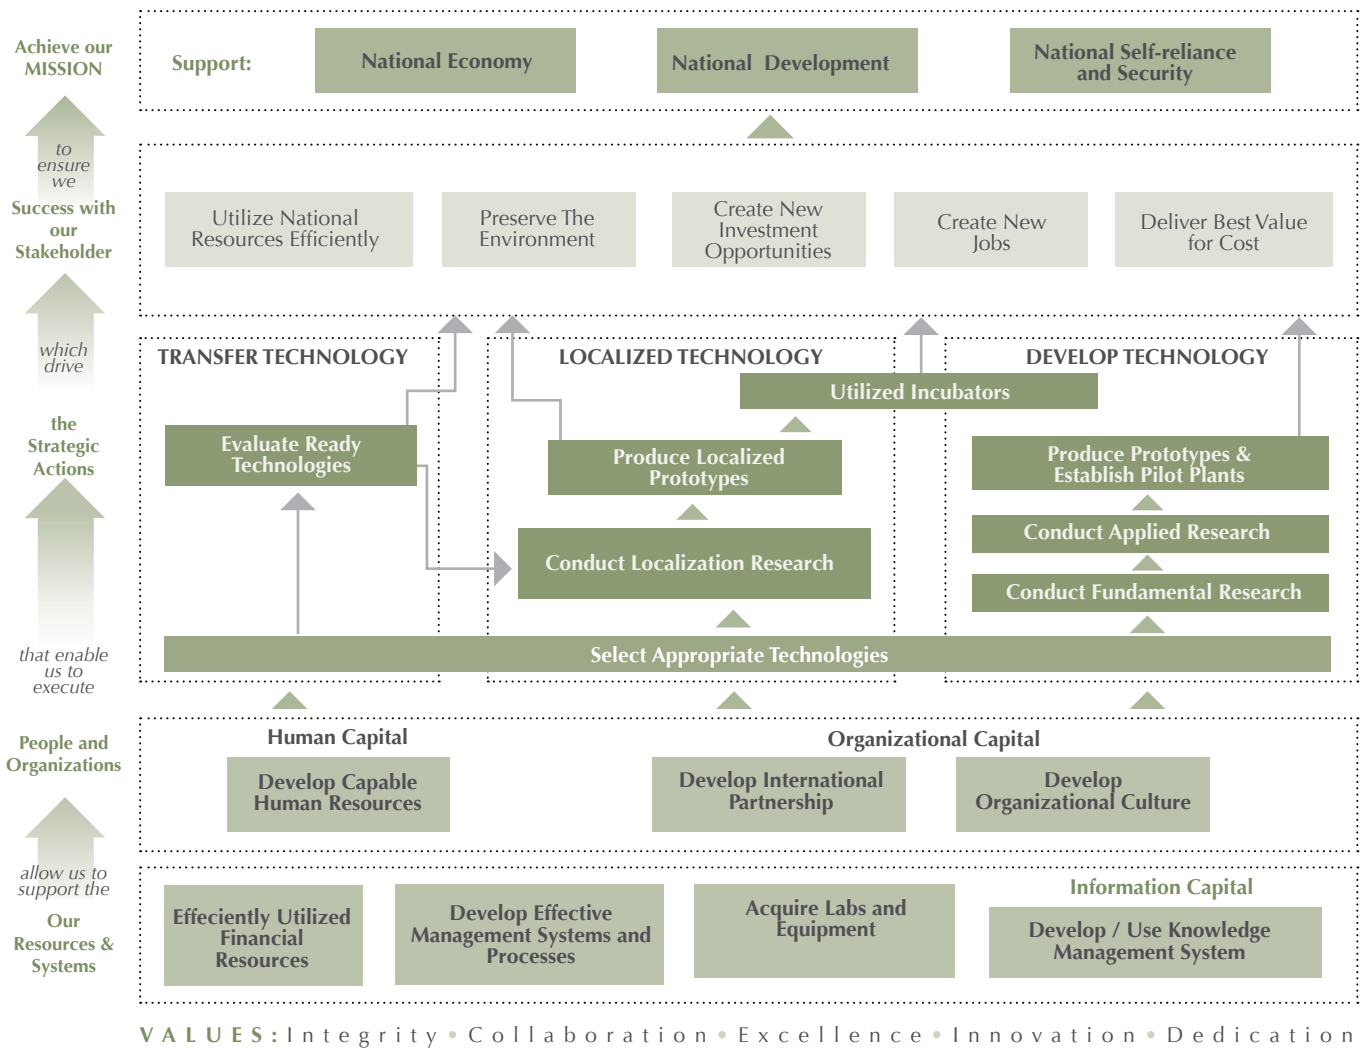 Achieve our
MISSION
Support:
National Economy
National Development
National Self-reliance
and Security
to
ensure
we
Success with
our
Stakeholder
Utilize National
Resources Efficiently
Preserve The
Environment
Create New
Investment
Opportunities
Create New
Jobs
Deliver Best Value
for Cost
which
drive
TRANSFER TECHNOLOGY
LOCALIZED TECHNOLOGY
DEVELOP TECHNOLOGY
Utilized Incubators
the
Strategic
Actions
Evaluate Ready
Technologies
Produce Localized
Prototypes
Produce Prototypes &
Establish Pilot Plants
Conduct Applied Research
Conduct Localization Research
Conduct Fundamental Research
that enable
us to
execute
Select Appropriate Technologies
People and
Organizations
Human Capital
Organizational Capital
Develop Capable
Human Resources
Develop International
Partnership
Develop
Organizational Culture
allow us to
support the
Our
Resources &
Systems
Effeciently Utilized
Financial
Resources
Develop Effective
Management Systems and
Processes
Acquire Labs and
Equipment
Information Capital
Develop / Use Knowledge
Management System
VALUES: Integrity • Collaboration • Excellence • Innovation • Dedication